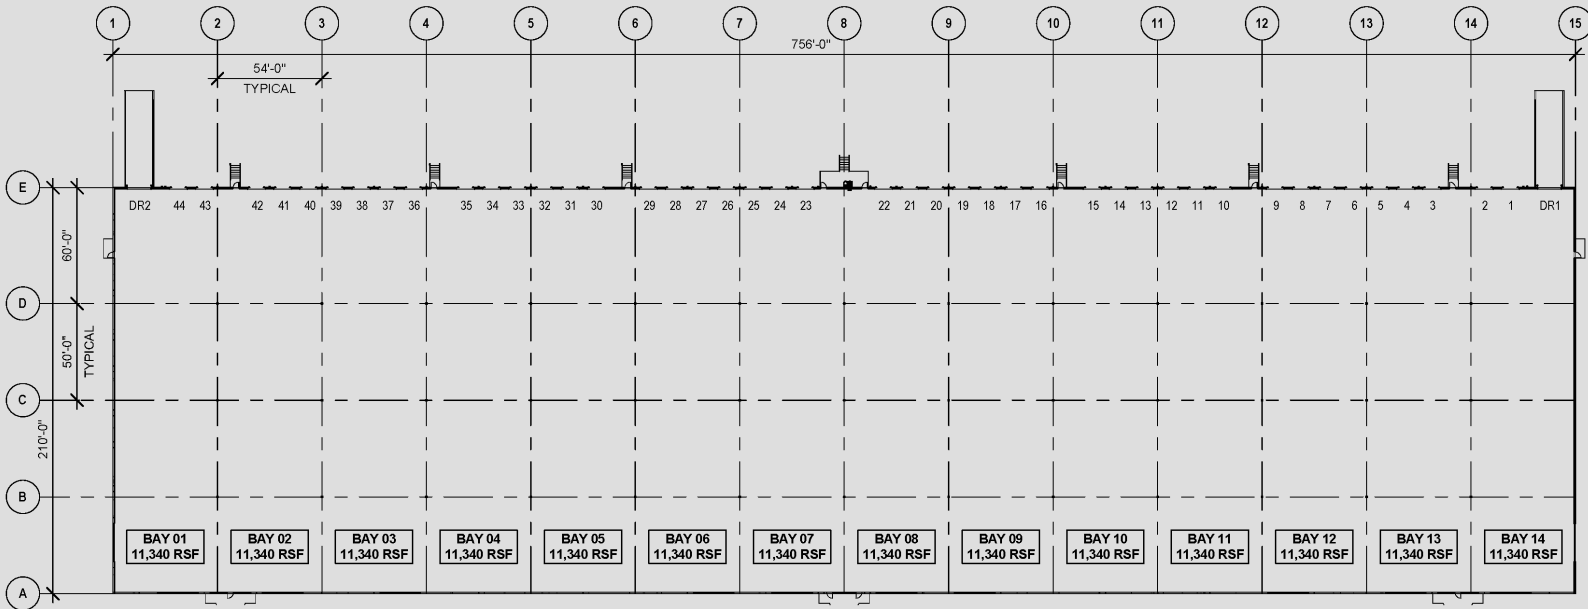 1 2 3 4 5 6 7 8 9 10 11 12 13 14 15
756'-0"
54'-0"
TYPICAL
E
DR2 44 43 42 41 40 39 38 37 36 35 34 33 32 31 30 29 28 27 26 25 24 23 22 21 20 19 18 17 16 15 14 13 12 11 10 9 8 7 6 5 4 3 2 1 DR1
60'-0"
D
50'-0"
TYPICAL
C
210'-0"
B
BAY 01 BAY 02 BAY 03 BAY 04 BAY 05 BAY 06 BAY 07 BAY 08 BAY 09 BAY 10 BAY 11 BAY 12 BAY 13 BAY 14
11,340 RSF 11,340 RSF 11,340 RSF 11,340 RSF 11,340 RSF 11,340 RSF 11,340 RSF 11,340 RSF 11,340 RSF 11,340 RSF 11,340 RSF 11,340 RSF 11,340 RSF 11,340 RSF
A